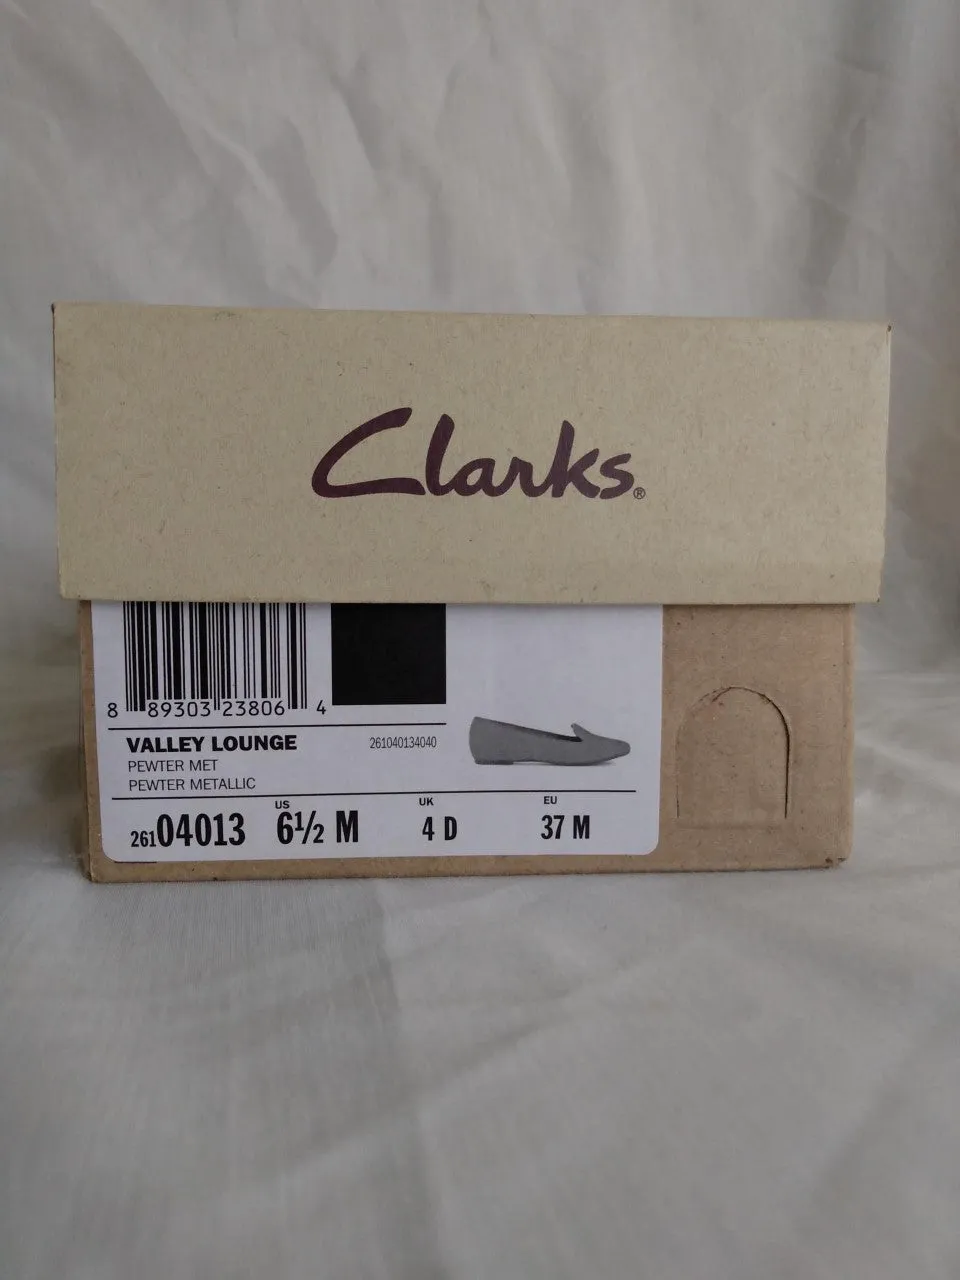 Clarks®
8 89303 23806 4
VALLEY LOUNGE 261040134040
PEWTER MET
PEWTER METALLIC
US UK EU
26104013 6½ M 4 D 37 M